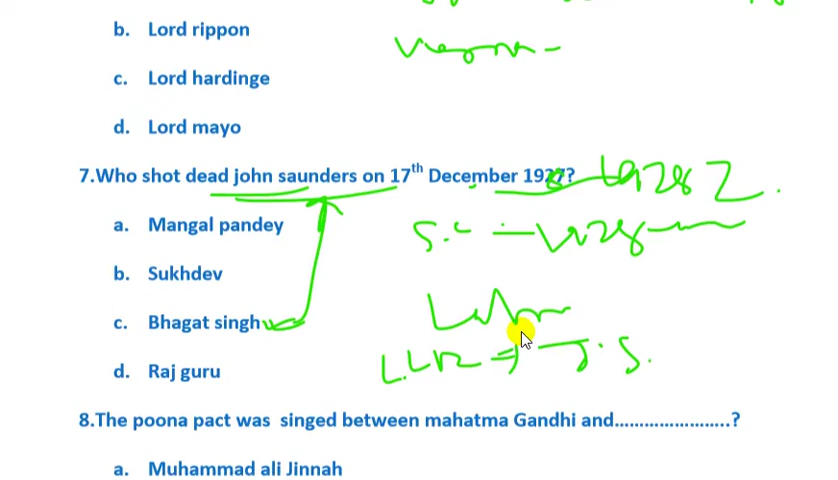 b. Lord rippon
c. Lord hardinge
d. Lord mayo
7.Who shot dead john saunders on 17th December 1927? 1928
a. Mangal pandey
S.C - 1928
b. Sukhdev
c. Bhagat singh
L.L R ⇒ J.S.
d. Raj guru
8.The poona pact was singed between mahatma Gandhi and......................?
a. Muhammad ali Jinnah